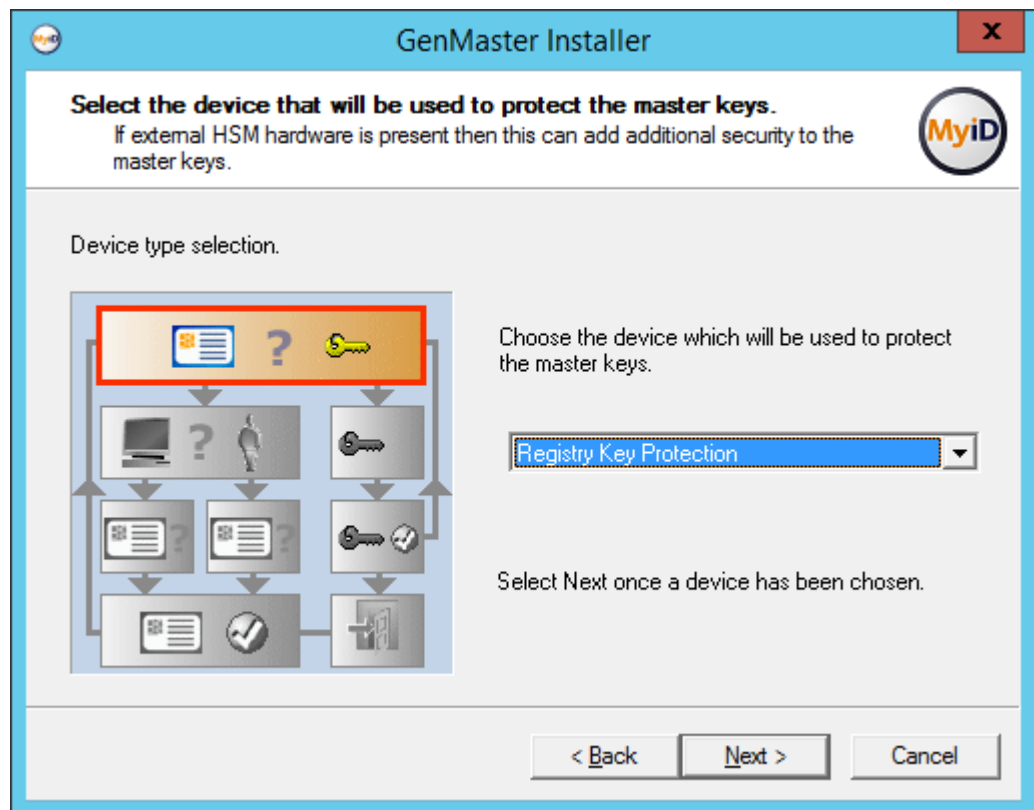 MyiD
GenMaster Installer
x
Select the device that will be used to protect the master keys.
If external HSM hardware is present then this can add additional security to the
master keys.
MyiD
Device type selection.
?
Choose the device which will be used to protect
the master keys.
?
Registry Key Protection
?
?
Select Next once a device has been chosen.
< Back
Next >
Cancel